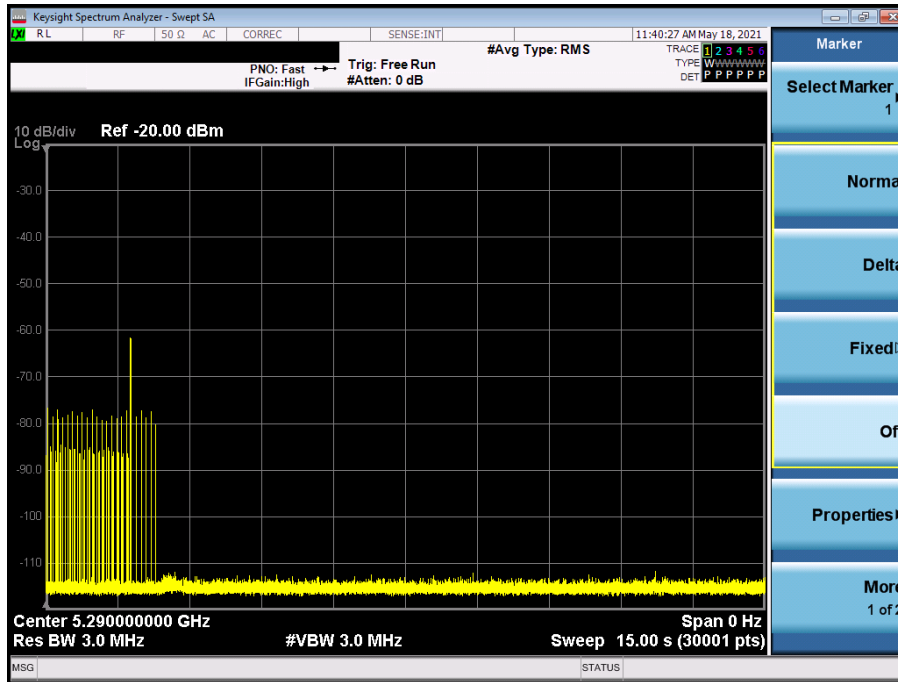 Keysight Spectrum Analyzer - Swept SA
LXI RL RF 50 Ω AC CORREC SENSE:INT 11:40:27 AM May 18, 2021
#Avg Type: RMS TRACE 1 2 3 4 5 6
PNO: Fast Trig: Free Run TYPE WWWWWW
IFGain:High #Atten: 0 dB DET P P P P P P
10 dB/div Ref -20.00 dBm
Log
-30.0
-40.0
-50.0
-60.0
-70.0
-80.0
-90.0
-100
-110
Center 5.290000000 GHz Span 0 Hz
Res BW 3.0 MHz #VBW 3.0 MHz Sweep 15.00 s (30001 pts)
MSG STATUS
Marker
Select Marker
1
Norma
Delta
Fixed
Of
Properties
More
1 of 2